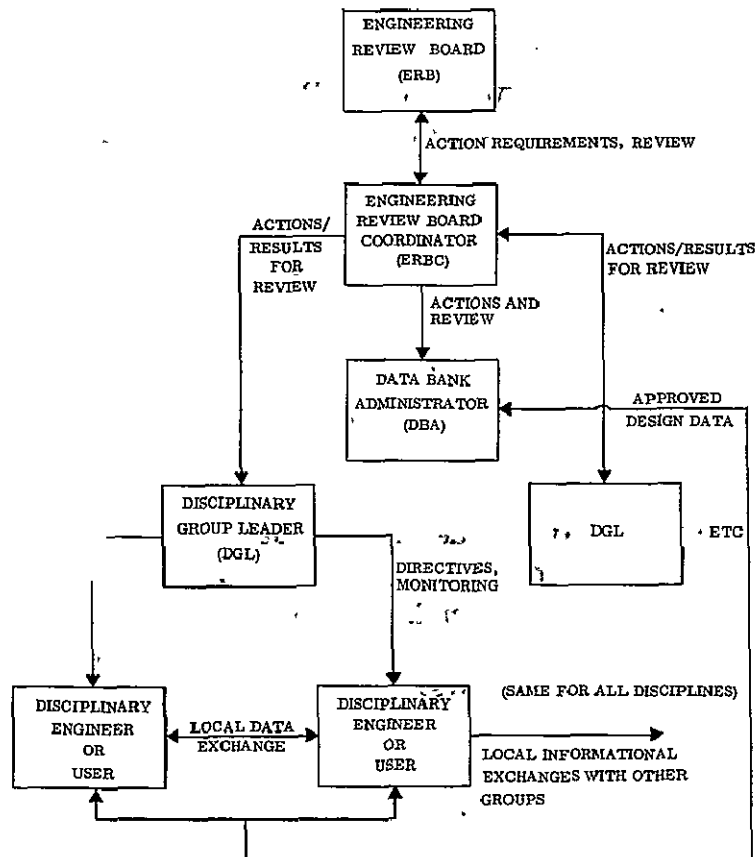 ENGINEERING
REVIEW BOARD
(ERB)
ACTION REQUIREMENTS, REVIEW
ENGINEERING
REVIEW BOARD
COORDINATOR
(ERBC)
ACTIONS/
RESULTS
FOR
REVIEW
ACTIONS/RESULTS
FOR REVIEW
ACTIONS AND
REVIEW
DATA BANK
ADMINISTRATOR
(DBA)
APPROVED
DESIGN DATA
DISCIPLINARY
GROUP LEADER
(DGL)
DGL
ETC
DIRECTIVES,
MONITORING
(SAME FOR ALL DISCIPLINES)
DISCIPLINARY
ENGINEER
OR
USER
LOCAL DATA
EXCHANGE
DISCIPLINARY
ENGINEER
OR
USER
LOCAL INFORMATIONAL
EXCHANGES WITH OTHER
GROUPS